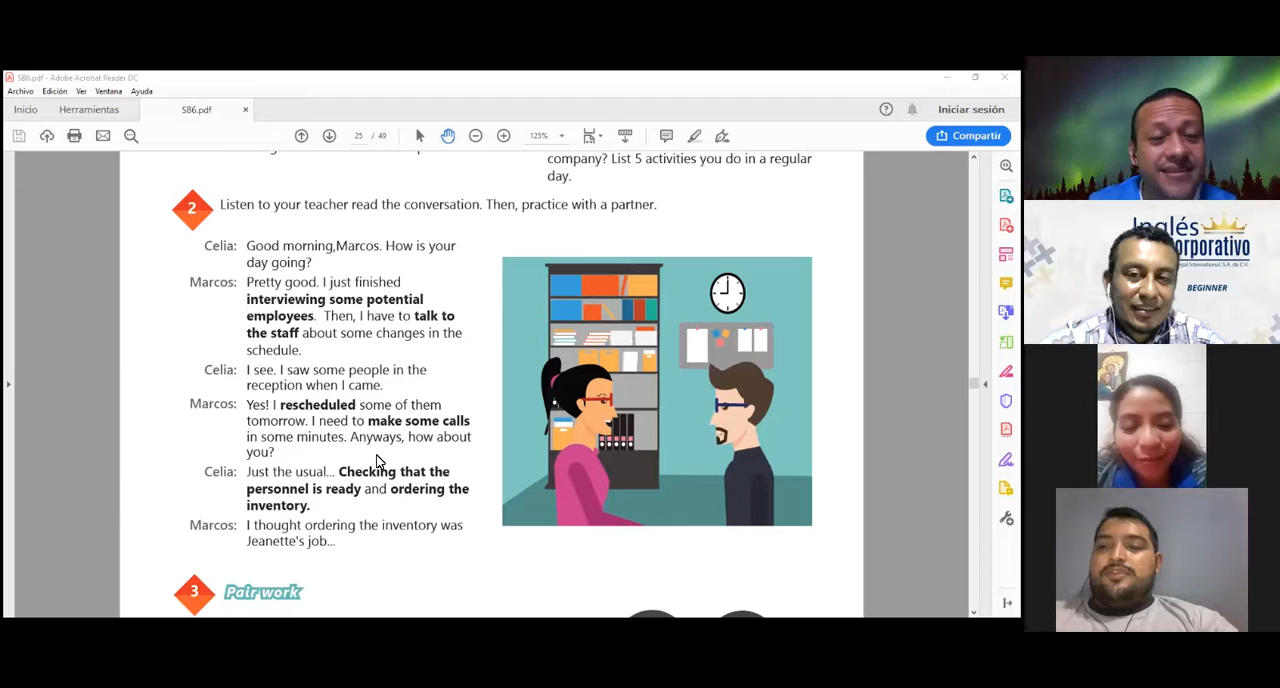 SB6.pdf - Adobe Acrobat Reader DC
Archivo Edición Ver Ventana Ayuda
Inicio Herramientas SB6.pdf × Iniciar sesión
25 / 49 125% Compartir
company? List 5 activities you do in a regular
day.
2 Listen to your teacher read the conversation. Then, practice with a partner.
Celia: Good morning,Marcos. How is your
day going?
Marcos: Pretty good. I just finished
interviewing some potential
employees. Then, I have to talk to
the staff about some changes in the
schedule.
Celia: I see. I saw some people in the
reception when I came.
Marcos: Yes! I rescheduled some of them
tomorrow. I need to make some calls
in some minutes. Anyways, how about
you?
Celia: Just the usual... Checking that the
personnel is ready and ordering the
inventory.
Marcos: I thought ordering the inventory was
Jeanette's job...
3 Pair work
Inglés
orporativo
egal International, S.A. de C.V.
BEGINNER